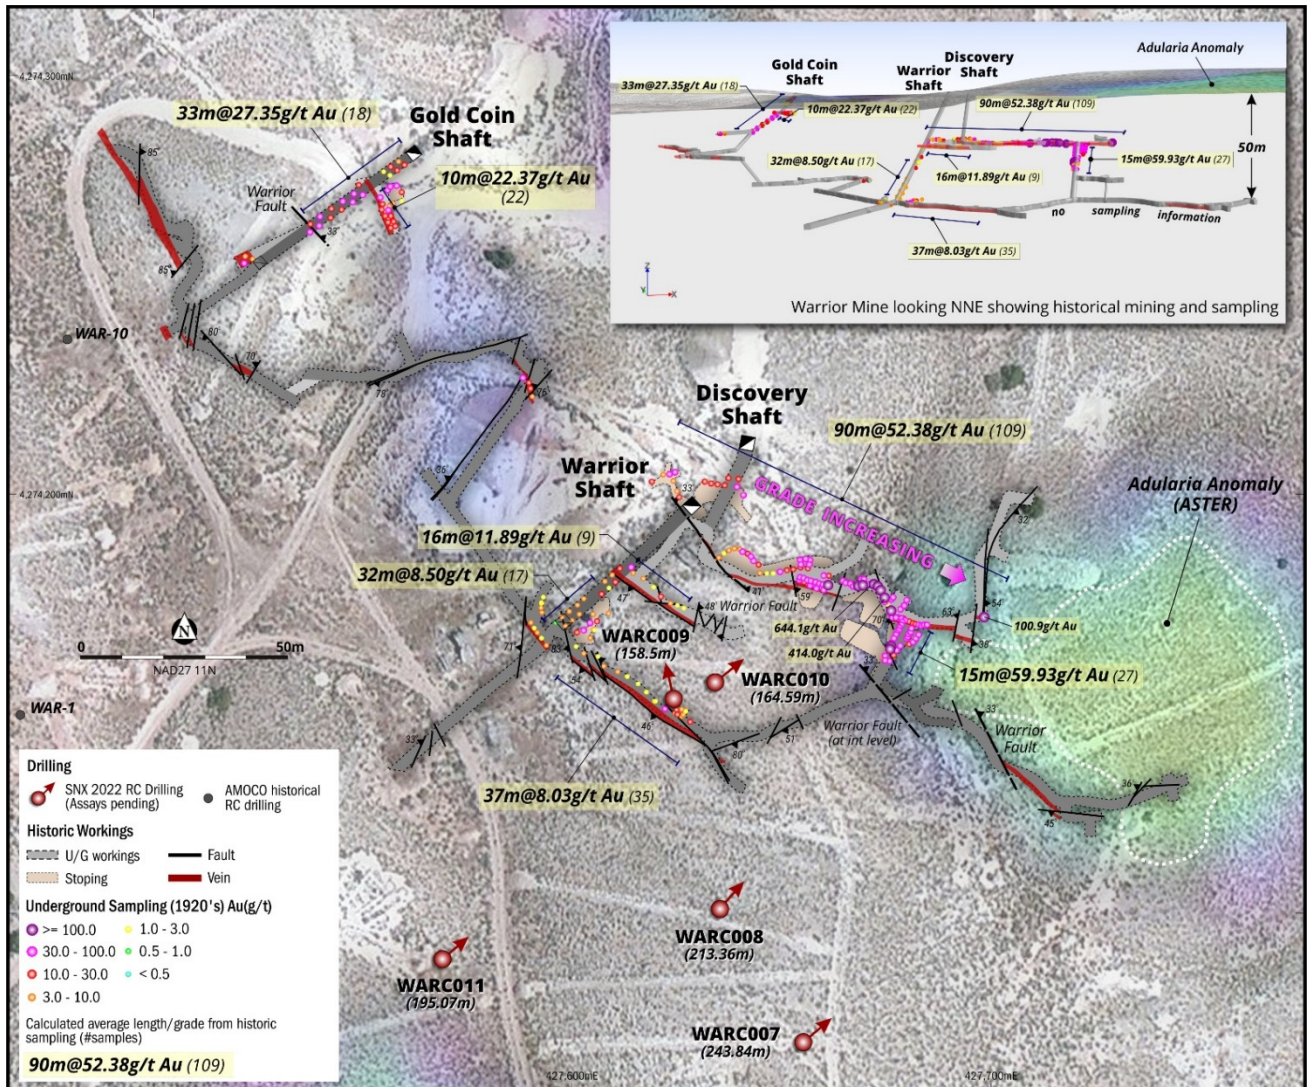 4,274,300mN
33m@27.35g/t Au (18)
Gold Coin
Shaft
10m@22.37g/t Au
(22)
Warrior
Fault
33°
85°
85°
80°
70°
78°
76°
36°
WAR-10
Adularia Anomaly
Discovery
Shaft
Warrior
Shaft
Gold Coin
Shaft
33m@27.35g/t Au (18)
10m@22.37g/t Au (22)
90m@52.38g/t Au (109)
32m@8.50g/t Au (17)
16m@11.89g/t Au (9)
15m@59.93g/t Au (27)
50m
no sampling information
37m@8.03g/t Au (35)
Z
Y
X
Warrior Mine looking NNE showing historical mining and sampling
Discovery
Shaft
90m@52.38g/t Au (109)
4,274,200mN
Warrior
Shaft
33°
GRADE INCREASING
Adularia Anomaly
(ASTER)
32°
16m@11.89g/t Au (9)
32m@8.50g/t Au (17)
47°
48°
Warrior Fault
59°
63°
54°
100.9g/t Au
644.1g/t Au
70°
38°
414.0g/t Au
15m@59.93g/t Au (27)
N
0 50m
NAD27 11N
71°
83°
54°
WARC009
(158.5m)
WARC010
(164.59m)
WAR-1
33°
46°
80°
51°
Warrior Fault
(at int level)
33°
Warrior
Fault
36°
45°
37m@8.03g/t Au (35)
Drilling
SNX 2022 RC Drilling
(Assays pending)
AMOCO historical
RC drilling
Historic Workings
U/G workings
Fault
Stoping
Vein
Underground Sampling (1920's) Au(g/t)
>= 100.0
1.0 - 3.0
30.0 - 100.0
0.5 - 1.0
10.0 - 30.0
< 0.5
3.0 - 10.0
Calculated average length/grade from historic
sampling (#samples)
90m@52.38g/t Au (109)
WARC008
(213.36m)
WARC011
(195.07m)
WARC007
(243.84m)
427,600mE
427,700mE